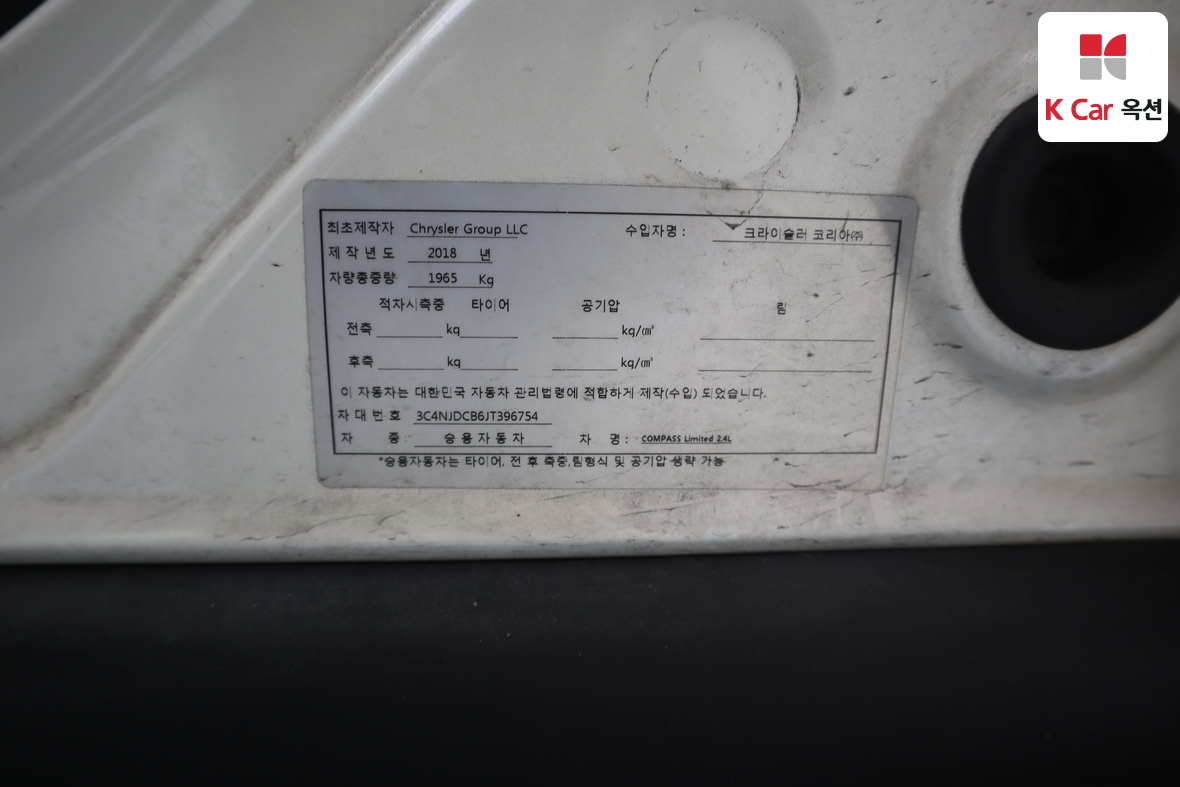 K Car 옥션
최초제작자 Chrysler Group LLC 수입자명 : 크라이슬러 코리아㈜
제 작 년 도 2018 년
차량총중량 1965 Kg
적차시축중 타이어 공기압 림
전축 kg kg/㎠
후축 kg kg/㎠
이 자동차는 대한민국 자동차 관리법령에 적합하게 제작(수입) 되었습니다.
차 대 번 호 3C4NJDCB6JT396754
차 종 승 용 자 동 차 차 명 : COMPASS Limited 2.4L
*승용자동차는 타이어, 전 후 축중,림형식 및 공기압 생략 가능